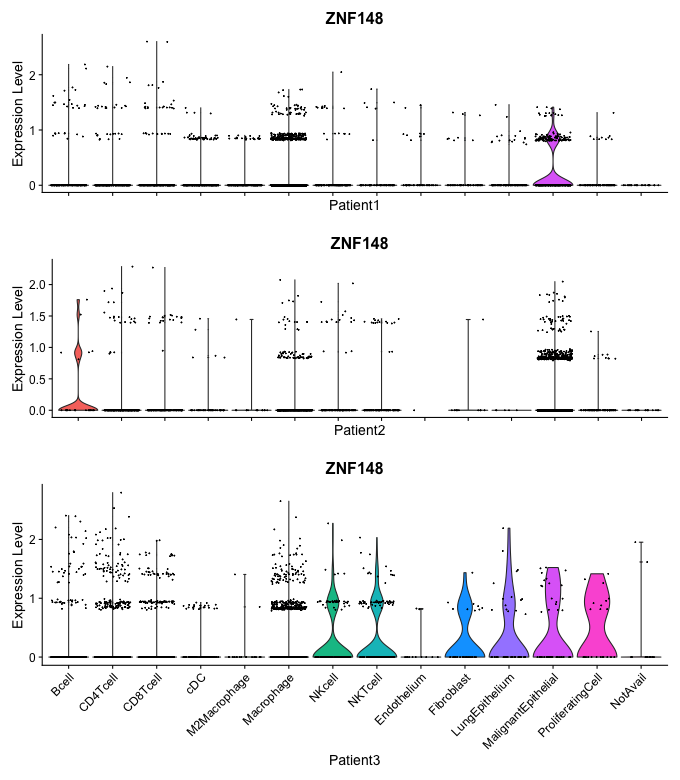 ZNF148
Expression Level
2
1
0
Patient1
ZNF148
Expression Level
2.0
1.5
1.0
0.5
0.0
Patient2
ZNF148
Expression Level
2
1
0
Bcell
CD4Tcell
CD8Tcell
cDC
M2Macrophage
Macrophage
NKcell
NKTcell
Endothelium
Fibroblast
LungEpithelium
MalignantEpithelial
ProliferatingCell
NotAvail
Patient3